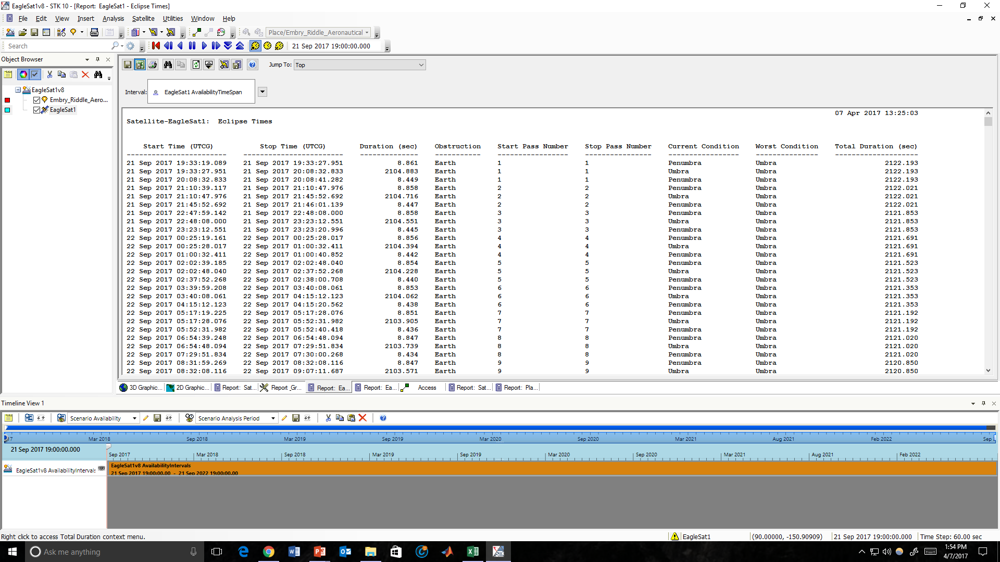 EagleSat1v8 - STK 10 - [Report:  EagleSat1 - Eclipse Times]
File Edit View Insert Analysis Satellite Utilities Window Help
Place/Embry_Riddle_Aeronautical
Search 21 Sep 2017 19:00:00.000
Object Browser
Jump To: Top
Interval: EagleSat1 AvailabilityTimeSpan
EagleSat1v8
Embry_Riddle_Aero...
EagleSat1
07 Apr 2017 13:25:03
Satellite-EagleSat1:  Eclipse Times
Start Time (UTCG) Stop Time (UTCG) Duration (sec) Obstruction Start Pass Number Stop Pass Number Current Condition Worst Condition Total Duration (sec)
21 Sep 2017 19:33:19.089 21 Sep 2017 19:33:27.951 8.861 Earth 1 1 Penumbra Umbra 2122.193
21 Sep 2017 19:33:27.951 21 Sep 2017 20:08:32.833 2104.883 Earth 1 1 Umbra Umbra 2122.193
21 Sep 2017 20:08:32.833 21 Sep 2017 20:08:41.282 8.449 Earth 1 1 Penumbra Umbra 2122.193
21 Sep 2017 21:10:39.117 21 Sep 2017 21:10:47.976 8.858 Earth 2 2 Penumbra Umbra 2122.021
21 Sep 2017 21:10:47.976 21 Sep 2017 21:45:52.692 2104.716 Earth 2 2 Umbra Umbra 2122.021
21 Sep 2017 21:45:52.692 21 Sep 2017 21:46:01.139 8.447 Earth 2 2 Penumbra Umbra 2122.021
21 Sep 2017 22:47:59.142 21 Sep 2017 22:48:08.000 8.858 Earth 3 3 Penumbra Umbra 2121.853
21 Sep 2017 22:48:08.000 21 Sep 2017 23:23:12.551 2104.551 Earth 3 3 Umbra Umbra 2121.853
21 Sep 2017 23:23:12.551 21 Sep 2017 23:23:20.996 8.445 Earth 3 3 Penumbra Umbra 2121.853
22 Sep 2017 00:25:19.161 22 Sep 2017 00:25:28.017 8.856 Earth 4 4 Penumbra Umbra 2121.691
22 Sep 2017 00:25:28.017 22 Sep 2017 01:00:32.411 2104.394 Earth 4 4 Umbra Umbra 2121.691
22 Sep 2017 01:00:32.411 22 Sep 2017 01:00:40.852 8.442 Earth 4 4 Penumbra Umbra 2121.691
22 Sep 2017 02:02:39.185 22 Sep 2017 02:02:48.040 8.854 Earth 5 5 Penumbra Umbra 2121.523
22 Sep 2017 02:02:48.040 22 Sep 2017 02:37:52.268 2104.228 Earth 5 5 Umbra Umbra 2121.523
22 Sep 2017 02:37:52.268 22 Sep 2017 02:38:00.708 8.440 Earth 5 5 Penumbra Umbra 2121.523
22 Sep 2017 03:39:59.208 22 Sep 2017 03:40:08.061 8.853 Earth 6 6 Penumbra Umbra 2121.353
22 Sep 2017 03:40:08.061 22 Sep 2017 04:15:12.123 2104.062 Earth 6 6 Umbra Umbra 2121.353
22 Sep 2017 04:15:12.123 22 Sep 2017 04:15:20.562 8.438 Earth 6 6 Penumbra Umbra 2121.353
22 Sep 2017 05:17:19.225 22 Sep 2017 05:17:28.076 8.851 Earth 7 7 Penumbra Umbra 2121.192
22 Sep 2017 05:17:28.076 22 Sep 2017 05:52:31.982 2103.905 Earth 7 7 Umbra Umbra 2121.192
22 Sep 2017 05:52:31.982 22 Sep 2017 05:52:40.418 8.436 Earth 7 7 Penumbra Umbra 2121.192
22 Sep 2017 06:54:39.248 22 Sep 2017 06:54:48.094 8.847 Earth 8 8 Penumbra Umbra 2121.020
22 Sep 2017 06:54:48.094 22 Sep 2017 07:29:51.834 2103.739 Earth 8 8 Umbra Umbra 2121.020
22 Sep 2017 07:29:51.834 22 Sep 2017 07:30:00.268 8.434 Earth 8 8 Penumbra Umbra 2121.020
22 Sep 2017 08:31:59.269 22 Sep 2017 08:32:08.116 8.847 Earth 9 9 Penumbra Umbra 2120.850
22 Sep 2017 08:32:08.116 22 Sep 2017 09:07:11.687 2103.571 Earth 9 9 Umbra Umbra 2120.850
3D Graphic... 2D Graphic... Report:  Sat... Report_Gr... Report:  Ea... Report:  Ea... Access Report:  Sat... Report:  Pla...
Timeline View 1
Scenario Availability Scenario Analysis Period
17 Mar 2018 Sep 2018 Mar 2019 Sep 2019 Mar 2020 Sep 2020 Mar 2021 Aug 2021 Feb 2022 Sep
21 Sep 2017 19:00:00.000
Sep 2017 Mar 2018 Sep 2018 Mar 2019 Sep 2019 Mar 2020 Sep 2020 Mar 2021 Aug 2021 Feb 2022
EagleSat1v8 AvailabilityIntervals
EagleSat1v8 AvailabilityIntervals
21 Sep 2017 19:00:00.00 - 21 Sep 2022 19:00:00.00
Right click to access Total Duration context menu. EagleSat1 (90.00000, -150.90909) 21 Sep 2017 19:00:00.000 Time Step: 60.00 sec
Ask me anything
1:54 PM
4/7/2017